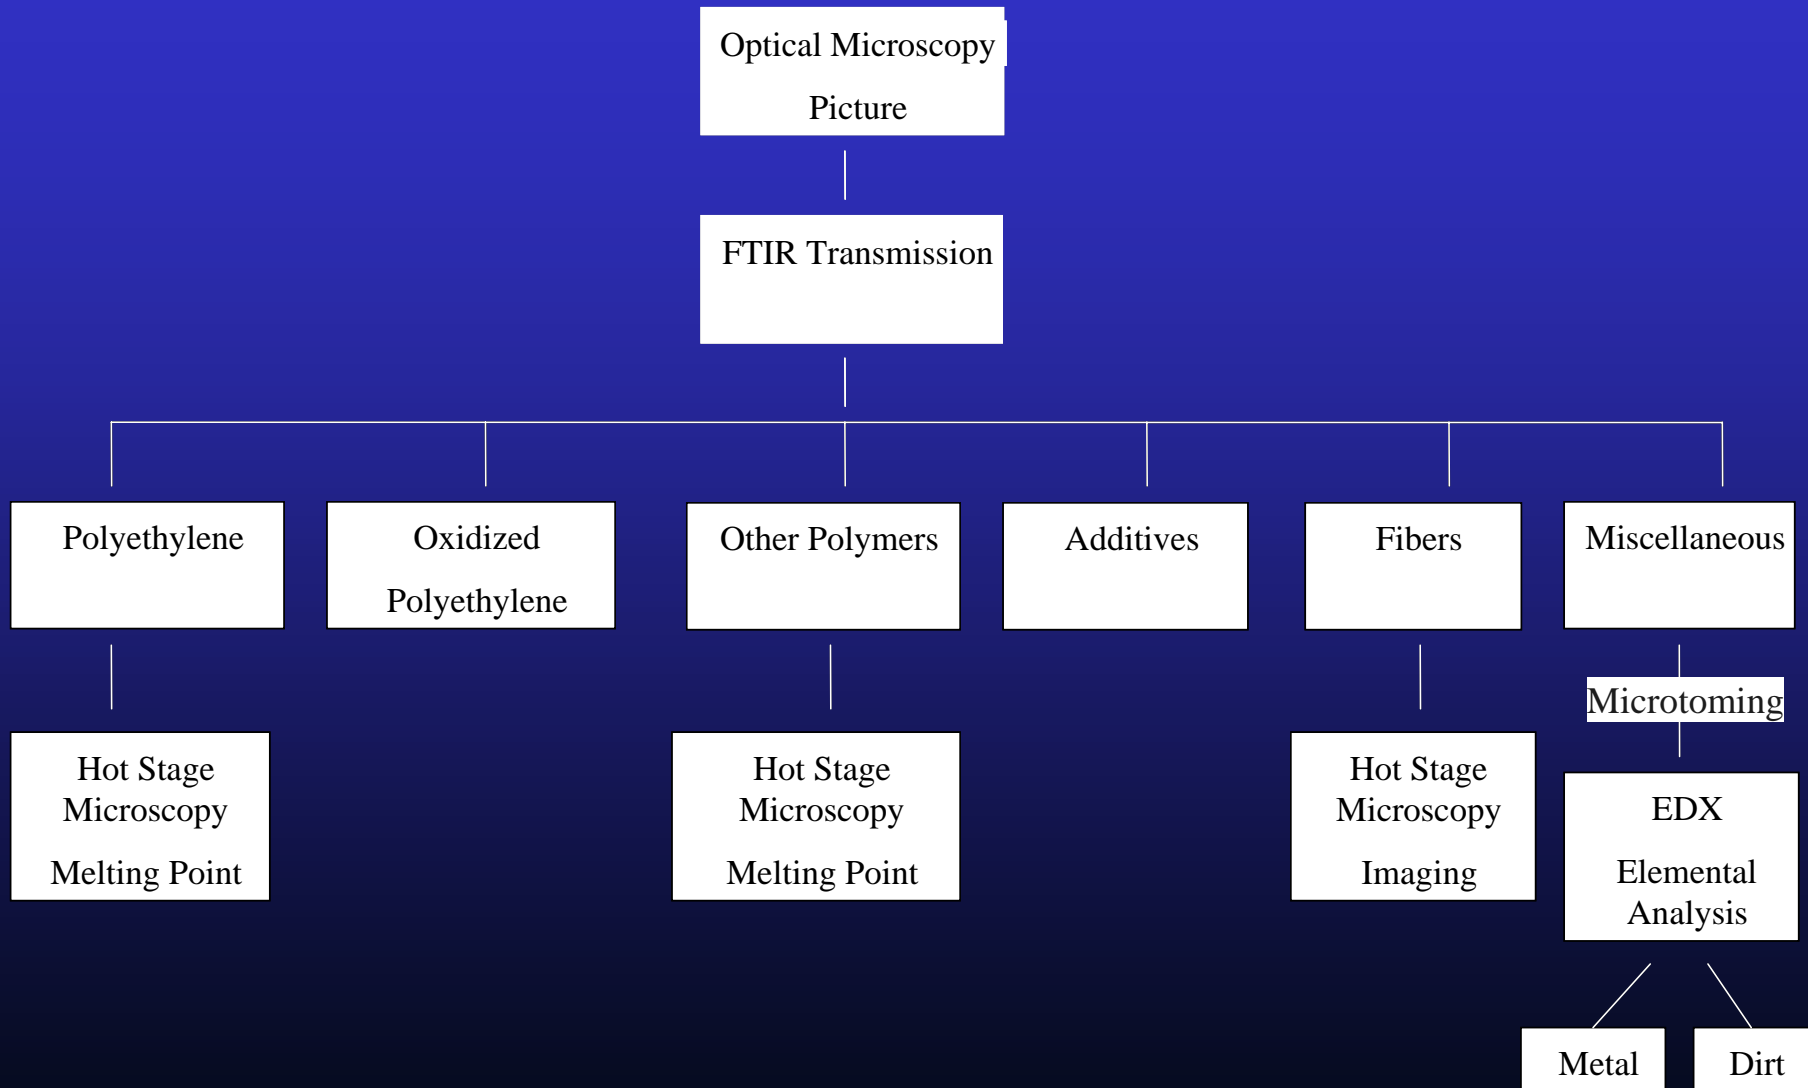 Optical Microscopy
Picture
FTIR Transmission
Polyethylene
Oxidized
Polyethylene
Other Polymers
Additives
Fibers
Miscellaneous
Microtoming
Hot Stage
Microscopy
Melting Point
Hot Stage
Microscopy
Melting Point
Hot Stage
Microscopy
Imaging
EDX
Elemental
Analysis
Metal
Dirt